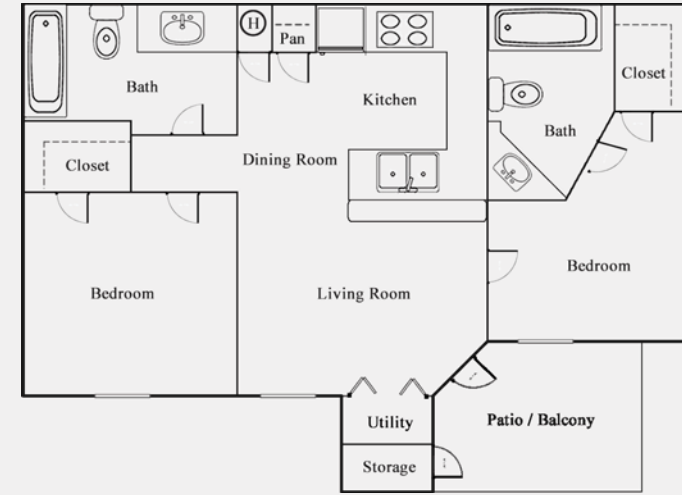 H
Pan
Kitchen
Bath
Closet
Dining Room
Closet
Bath
Bedroom
Living Room
Bedroom
Utility
Patio / Balcony
Storage